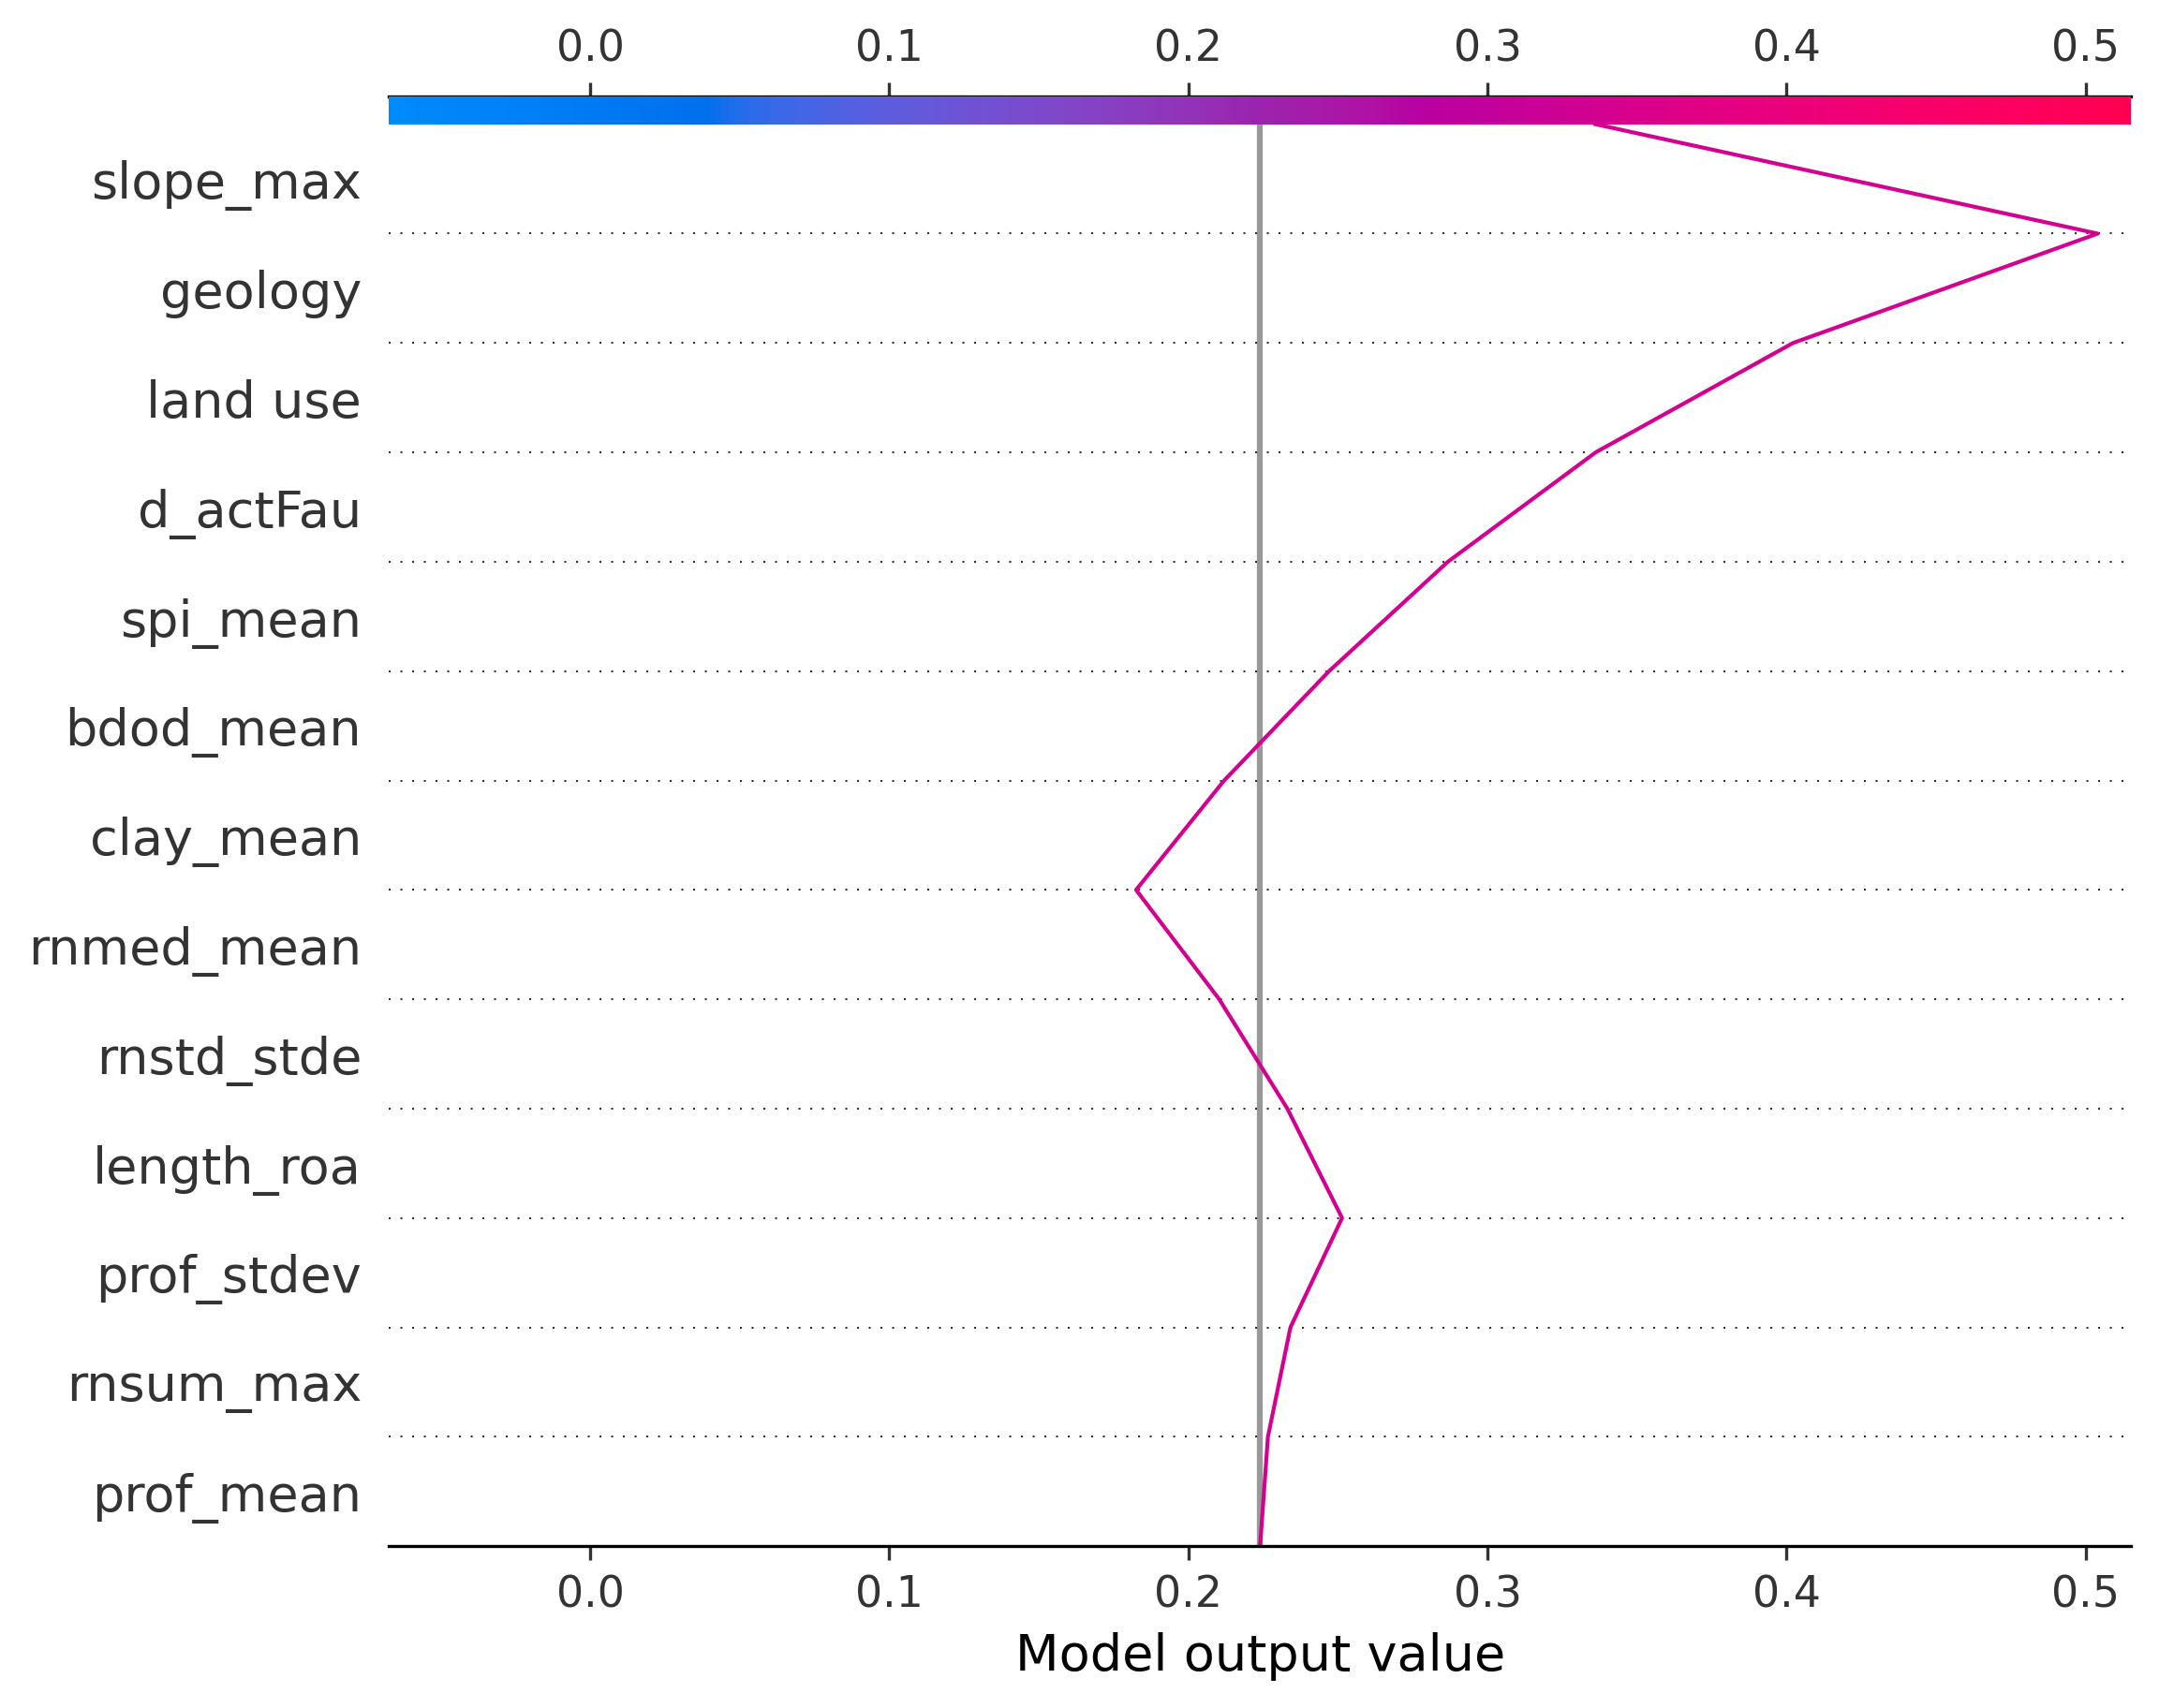 0.0 0.1 0.2 0.3 0.4 0.5
slope_max
geology
land use
d_actFau
spi_mean
bdod_mean
clay_mean
rnmed_mean
rnstd_stde
length_roa
prof_stdev
rnsum_max
prof_mean
0.0 0.1 0.2 0.3 0.4 0.5
Model output value